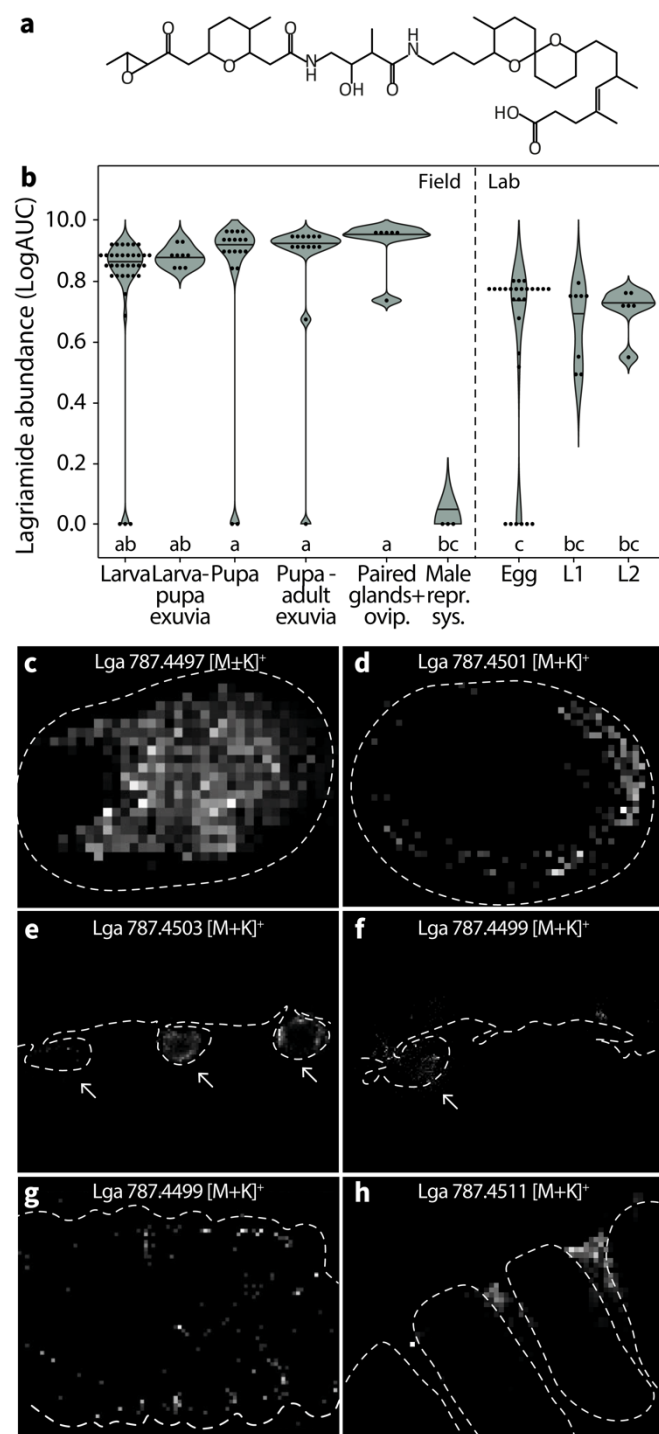 a
O
O
O
O
N
H
OH
O
N
H
O
O
HO
O
b
Field
Lab
Lagriamide abundance (LogAUC)
10.0
0.8
0.6
0.4
0.2
0.0
ab
ab
a
a
a
bc
c
bc
bc
Larva
Larva-
pupa
exuvia
Pupa
Pupa -
adult
exuvia
Paired
glands+
ovip.
Male
repr.
sys.
Egg
L1
L2
c
Lga 787.4497 [M+K]⁺
d
Lga 787.4501 [M+K]⁺
e
Lga 787.4503 [M+K]⁺
f
Lga 787.4499 [M+K]⁺
g
Lga 787.4499 [M+K]⁺
h
Lga 787.4511 [M+K]⁺